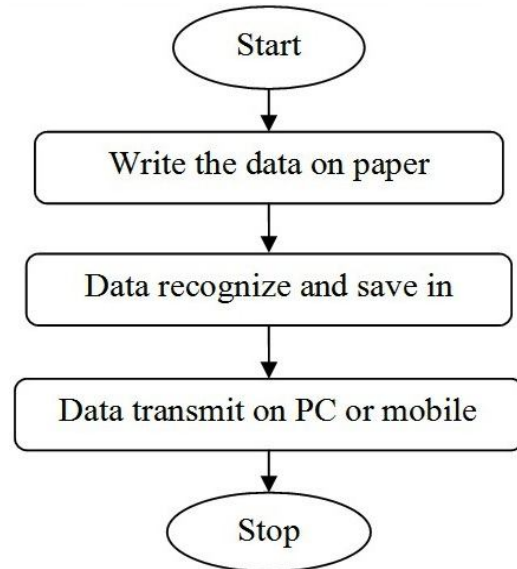 Start
Write the data on paper
Data recognize and save in
Data transmit on PC or mobile
Stop